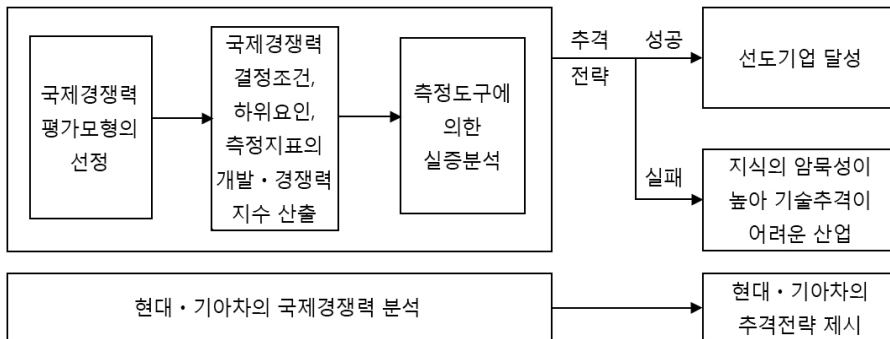 국제경쟁력
평가모형의
선정
국제경쟁력
결정조건,
하위요인,
측정지표의
개발・경쟁력
지수 산출
측정도구에
의한
실증분석
추격
전략
성공
선도기업 달성
실패
지식의 암묵성이
높아 기술추격이
어려운 산업
현대・기아차의 국제경쟁력 분석
현대・기아차의
추격전략 제시